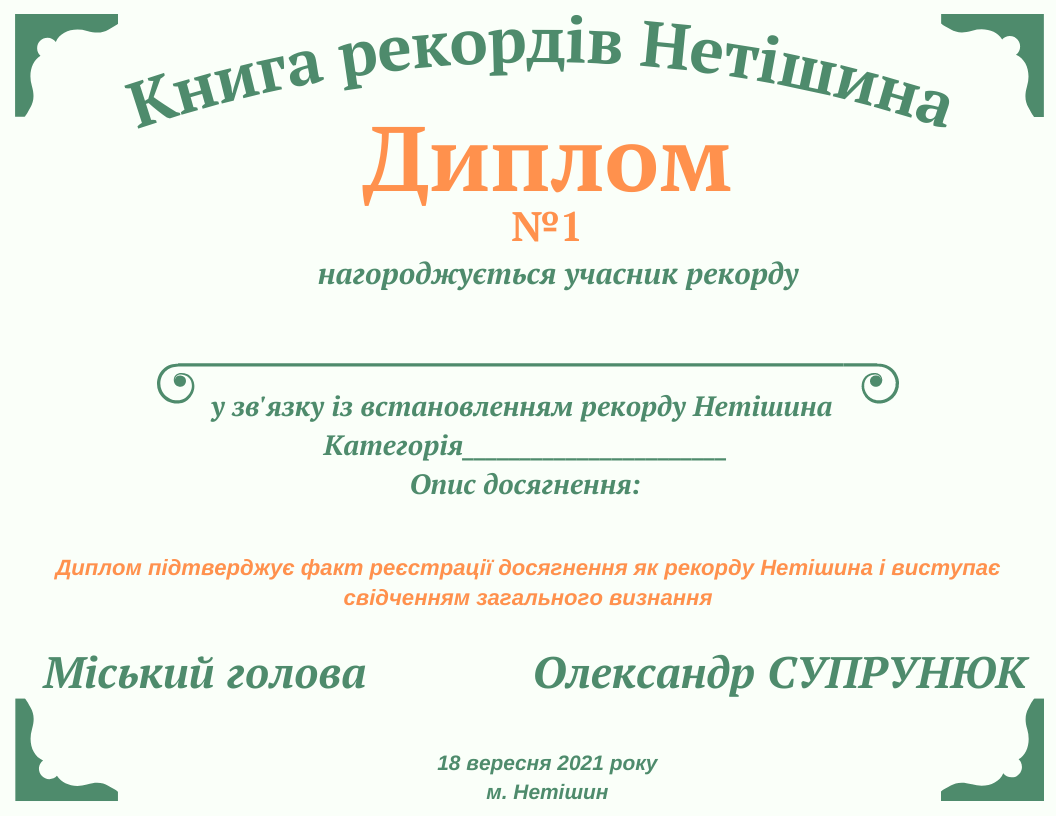 Книга рекордів Нетішина
Диплом
№1
нагороджується учасник рекорду
у зв'язку із встановленням рекорду Нетішина
Категорія___________________
Опис досягнення:
Диплом підтверджує факт реєстрації досягнення як рекорду Нетішина і виступає
свідченням загального визнання
Міський голова Олександр СУПРУНЮК
18 вересня 2021 року
м. Нетішин